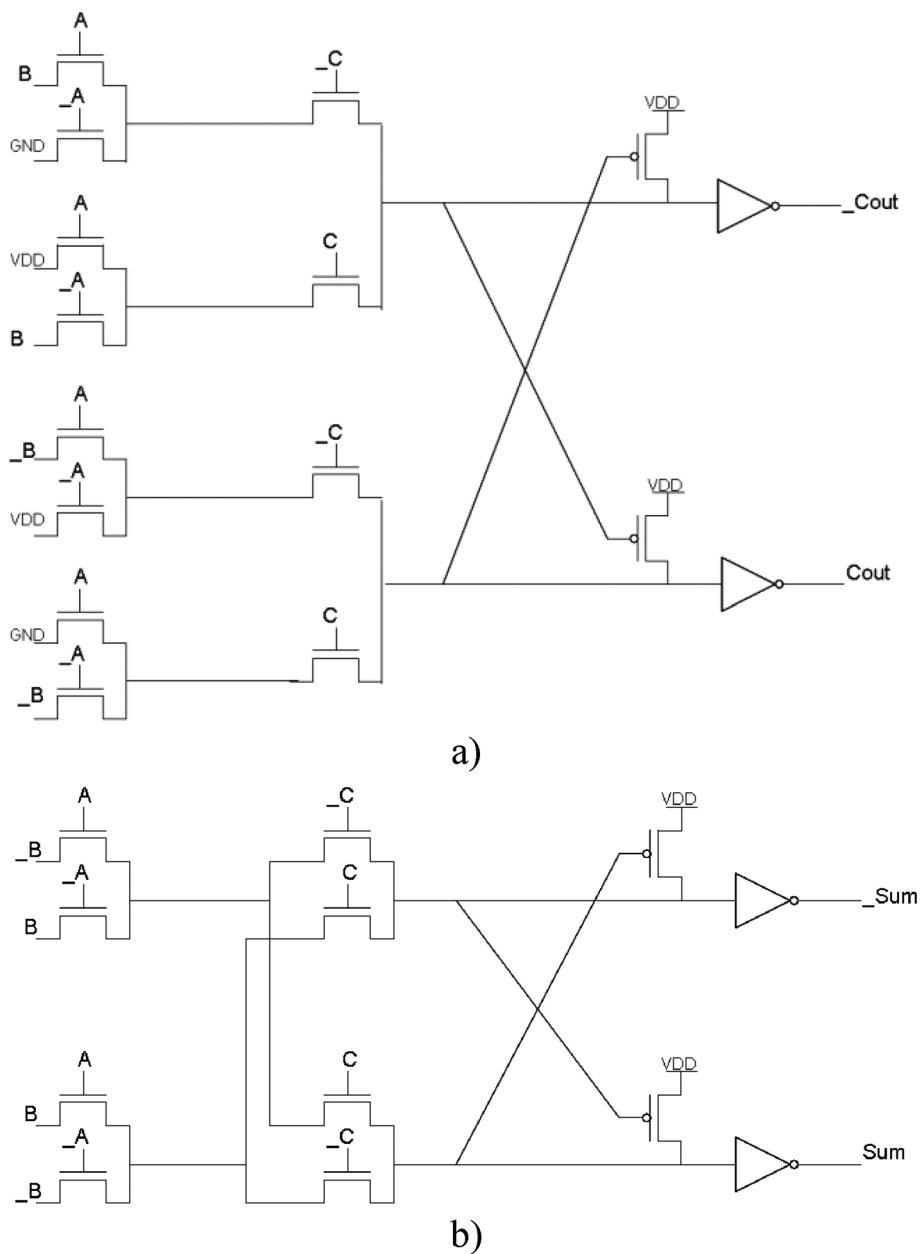 A
B
_A
GND
_C
VDD
_Cout
A
VDD
_A
B
C
A
_B
_A
VDD
_C
VDD
Cout
A
GND
_A
_B
C
a)
A
_B
_A
B
_C
C
VDD
_Sum
A
B
_A
_B
C
_C
VDD
Sum
b)